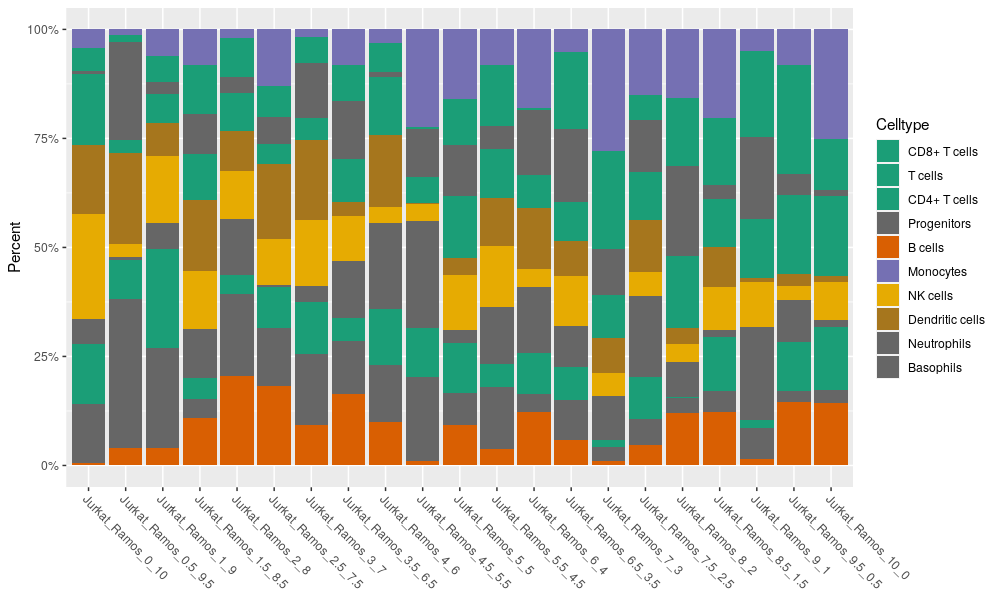 Percent
100%
75%
50%
25%
0%
Jurkat_Ramos_0_10
Jurkat_Ramos_0.5_9.5
Jurkat_Ramos_1_9
Jurkat_Ramos_1.5_8.5
Jurkat_Ramos_2_8
Jurkat_Ramos_2.5_7.5
Jurkat_Ramos_3_7
Jurkat_Ramos_3.5_6.5
Jurkat_Ramos_4_6
Jurkat_Ramos_4.5_5.5
Jurkat_Ramos_5_5
Jurkat_Ramos_5.5_4.5
Jurkat_Ramos_6_4
Jurkat_Ramos_6.5_3.5
Jurkat_Ramos_7_3
Jurkat_Ramos_7.5_2.5
Jurkat_Ramos_8_2
Jurkat_Ramos_8.5_1.5
Jurkat_Ramos_9_1
Jurkat_Ramos_9.5_0.5
Jurkat_Ramos_10_0
Celltype
CD8+ T cells
T cells
CD4+ T cells
Progenitors
B cells
Monocytes
NK cells
Dendritic cells
Neutrophils
Basophils